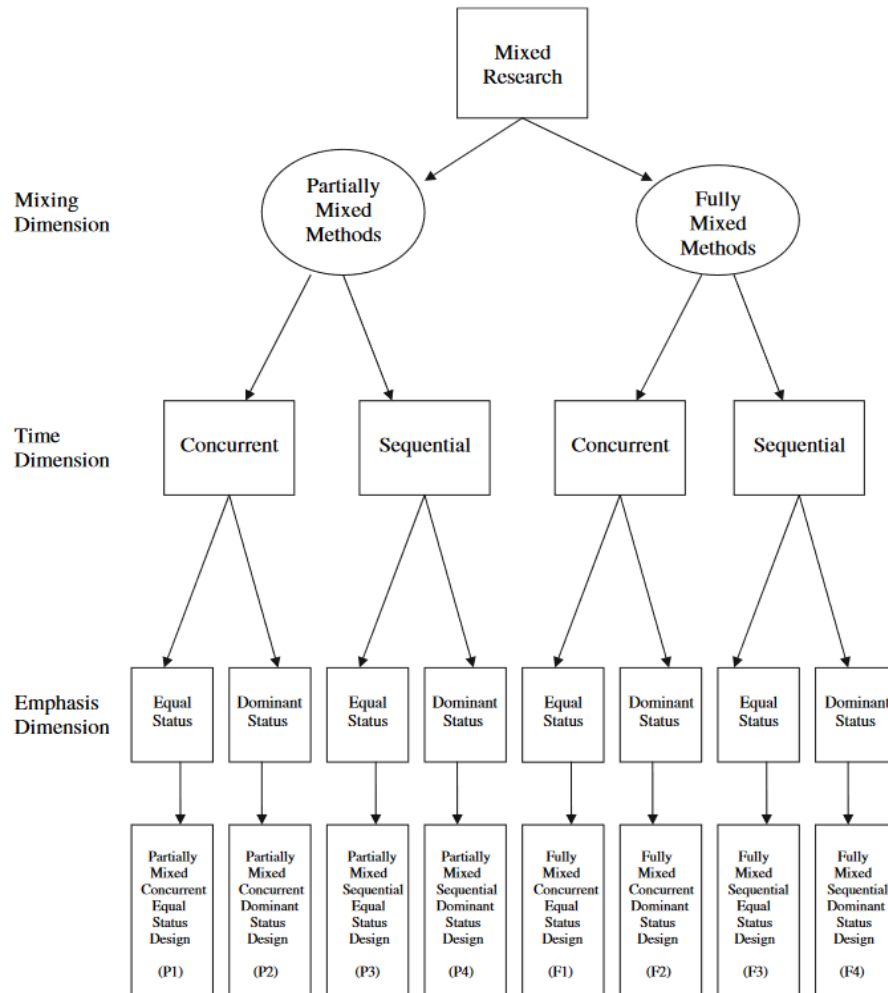 Mixed
Research
Mixing
Dimension
Partially
Mixed
Methods
Fully
Mixed
Methods
Time
Dimension
Concurrent
Sequential
Concurrent
Sequential
Emphasis
Dimension
Equal
Status
Dominant
Status
Equal
Status
Dominant
Status
Equal
Status
Dominant
Status
Equal
Status
Dominant
Status
Partially
Mixed
Concurrent
Equal
Status
Design
(P1)
Partially
Mixed
Concurrent
Dominant
Status
Design
(P2)
Partially
Mixed
Sequential
Equal
Status
Design
(P3)
Partially
Mixed
Sequential
Dominant
Status
Design
(P4)
Fully
Mixed
Concurrent
Equal
Status
Design
(F1)
Fully
Mixed
Concurrent
Dominant
Status
Design
(F2)
Fully
Mixed
Sequential
Equal
Status
Design
(F3)
Fully
Mixed
Sequential
Dominant
Status
Design
(F4)